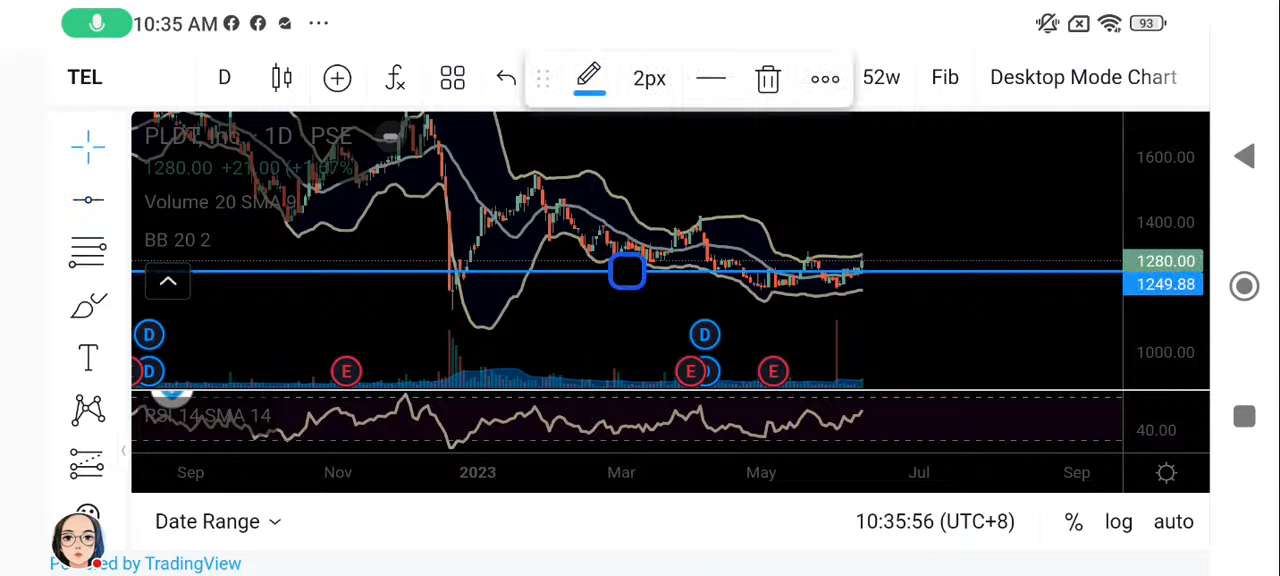 10:35 AM
93
TEL
D
2px
52w
Fib
Desktop Mode Chart
PLDT, Inc. · 1D PSE
1280.00 +21.00 (+1.67%)
Volume 20 SMA 9
BB 20 2
1600.00
1400.00
1280.00
1249.88
1000.00
D
D
D
E
E
E
RSI 14 SMA 14
40.00
Sep
Nov
2023
Mar
May
Jul
Sep
T
Date Range
10:35:56 (UTC+8)
%
log
auto
by TradingView